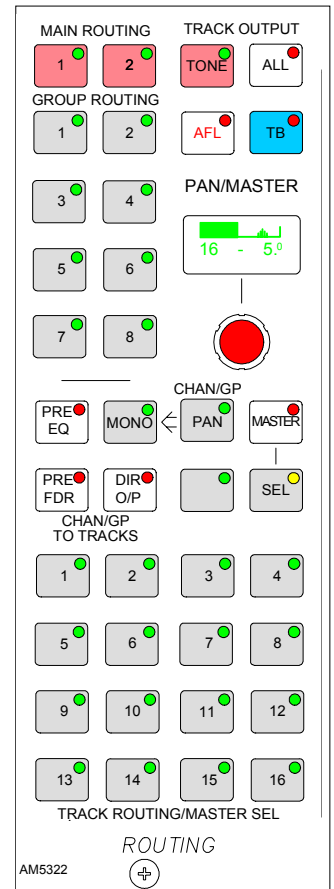 MAIN ROUTING TRACK OUTPUT
1 2 TONE ALL
GROUP ROUTING
1 2 AFL TB
3 4 PAN/MASTER
5 6 16 - 5.0
7 8
CHAN/GP
PRE EQ MONO PAN MASTER
PRE FDR DIR O/P SEL
CHAN/GP
TO TRACKS
1 2 3 4
5 6 7 8
9 10 11 12
13 14 15 16
TRACK ROUTING/MASTER SEL
ROUTING
AM5322